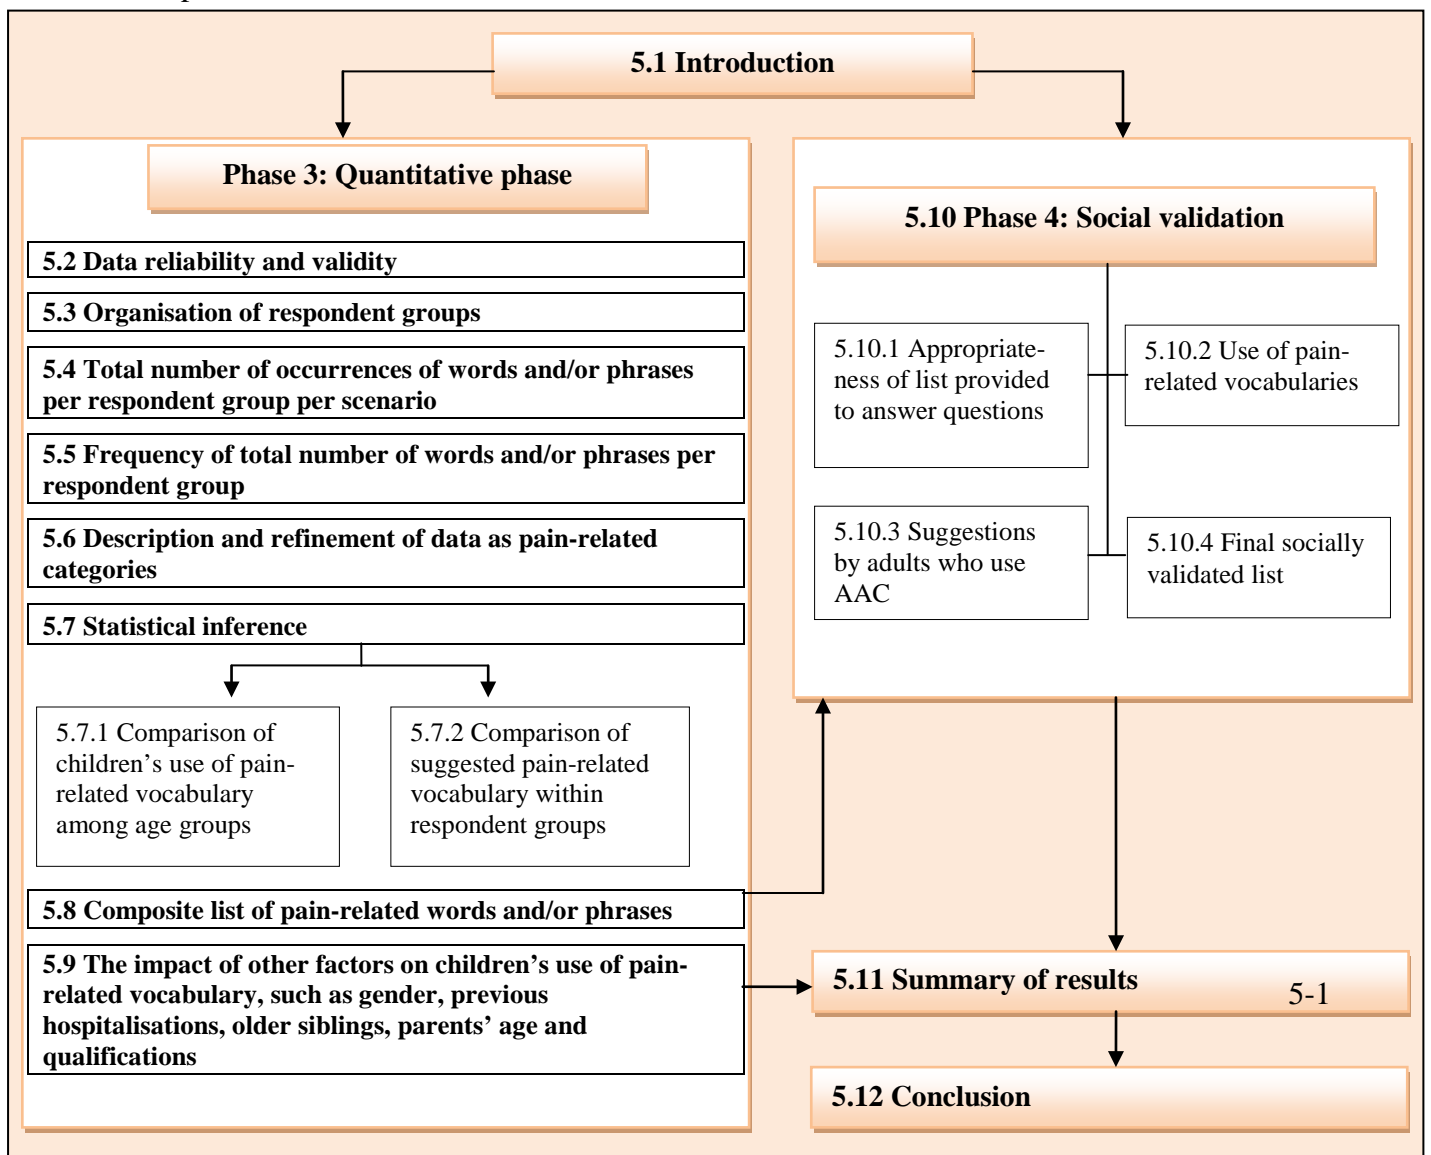 5.1 Introduction
Phase 3: Quantitative phase
5.2 Data reliability and validity
5.3 Organisation of respondent groups
5.4 Total number of occurrences of words and/or phrases
per respondent group per scenario
5.5 Frequency of total number of words and/or phrases per
respondent group
5.6 Description and refinement of data as pain-related
categories
5.7 Statistical inference
5.7.1 Comparison of
children’s use of pain-
related vocabulary
among age groups
5.7.2 Comparison of
suggested pain-related
vocabulary within
respondent groups
5.8 Composite list of pain-related words and/or phrases
5.9 The impact of other factors on children’s use of pain-
related vocabulary, such as gender, previous
hospitalisations, older siblings, parents’ age and
qualifications
5.10 Phase 4: Social validation
5.10.1 Appropriate-
ness of list provided
to answer questions
5.10.2 Use of pain-
related vocabularies
5.10.3 Suggestions
by adults who use
AAC
5.10.4 Final socially
validated list
5.11 Summary of results
5-1
5.12 Conclusion